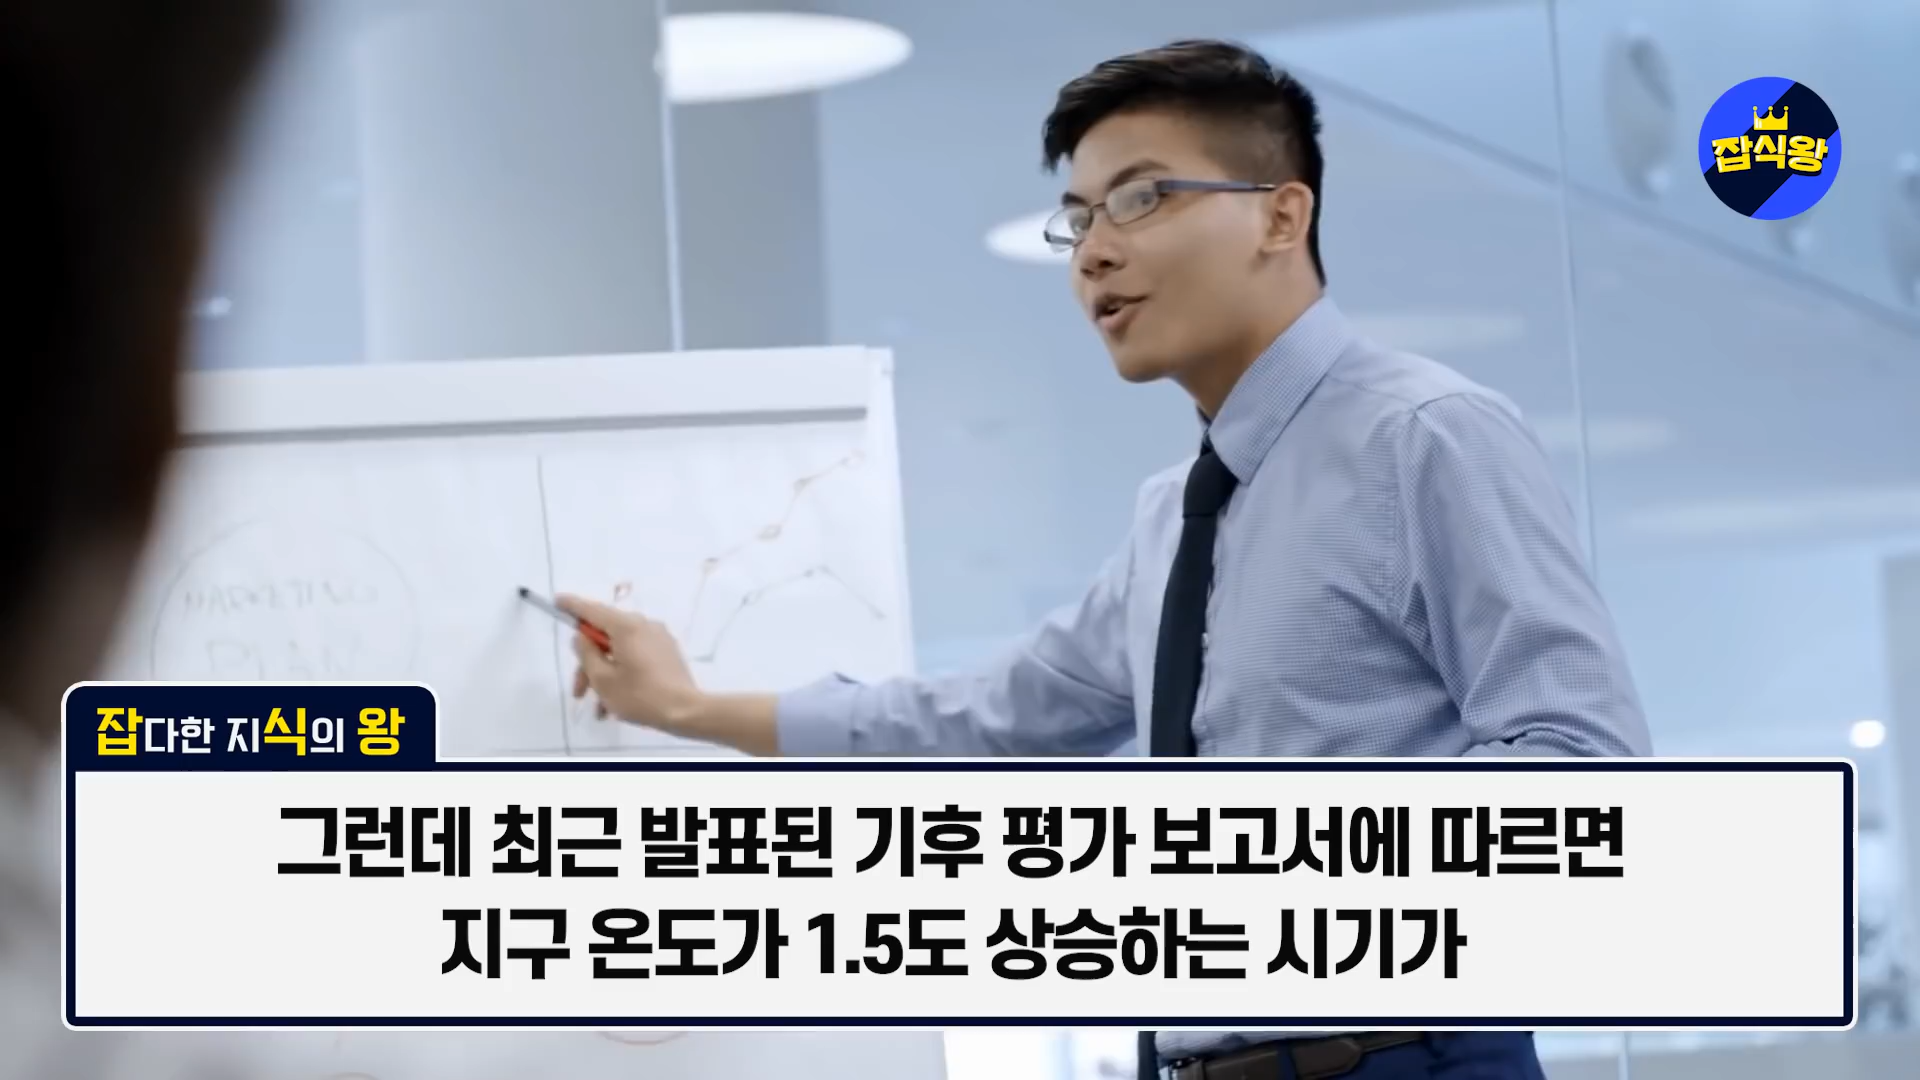 잡식왕
MARKETING
PLAN
잡다한 지식의 왕
그런데 최근 발표된 기후 평가 보고서에 따르면
지구 온도가 1.5도 상승하는 시기가